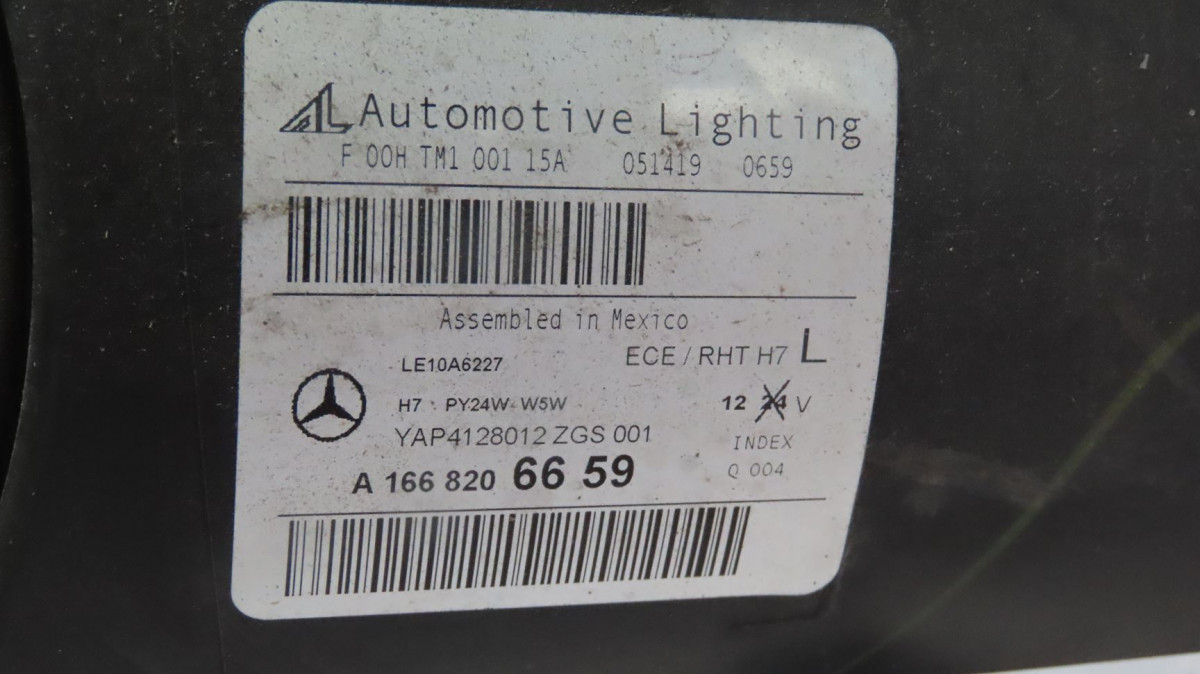 AL Automotive Lighting
F 00H TM1 001 15A 051419 0659
Assembled in Mexico
LE10A6227 ECE / RHT H7 L
H7 PY24W W5W 12 24 V
YAP4128012 ZGS 001 INDEX
A 166 820 66 59 Q 004